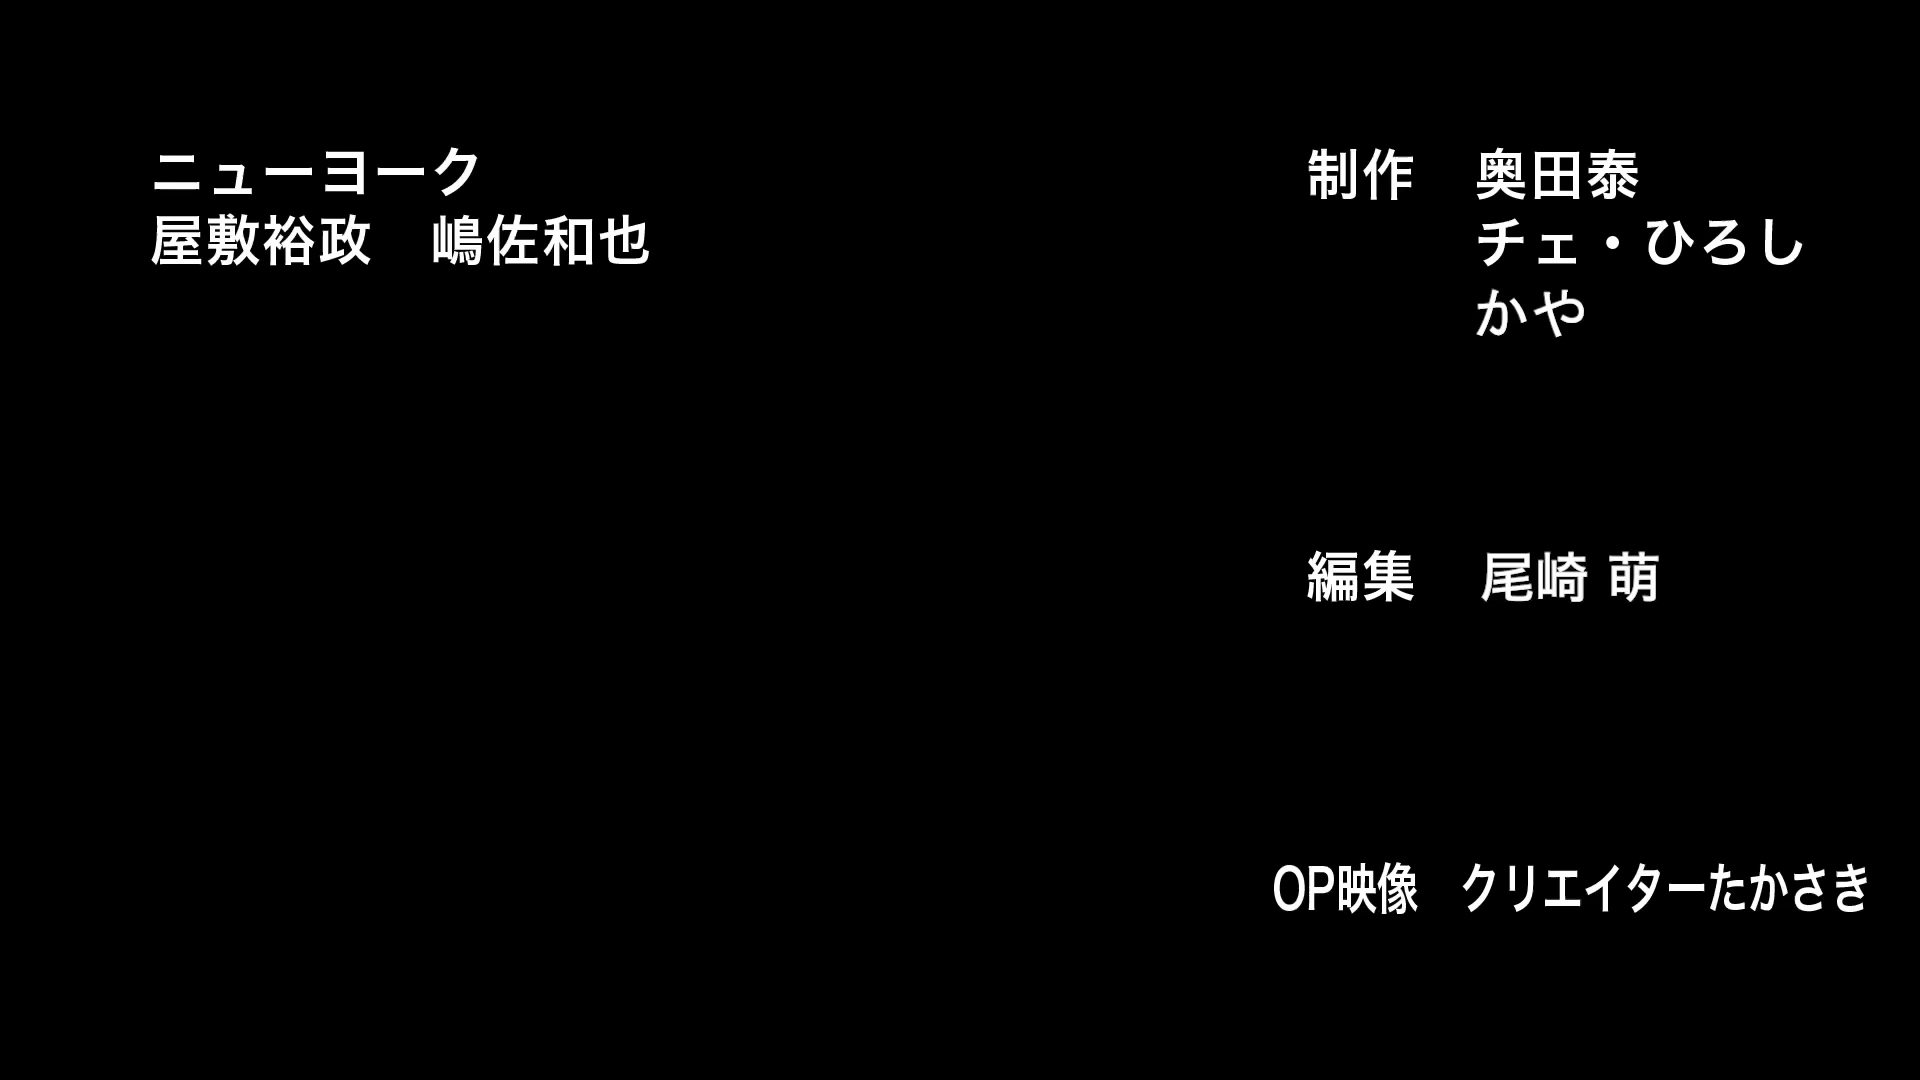 ニューヨーク
屋敷裕政　嶋佐和也
制作　奥田泰
チェ・ひろし
かや
編集　尾崎 萌
OP映像　クリエイターたかさき